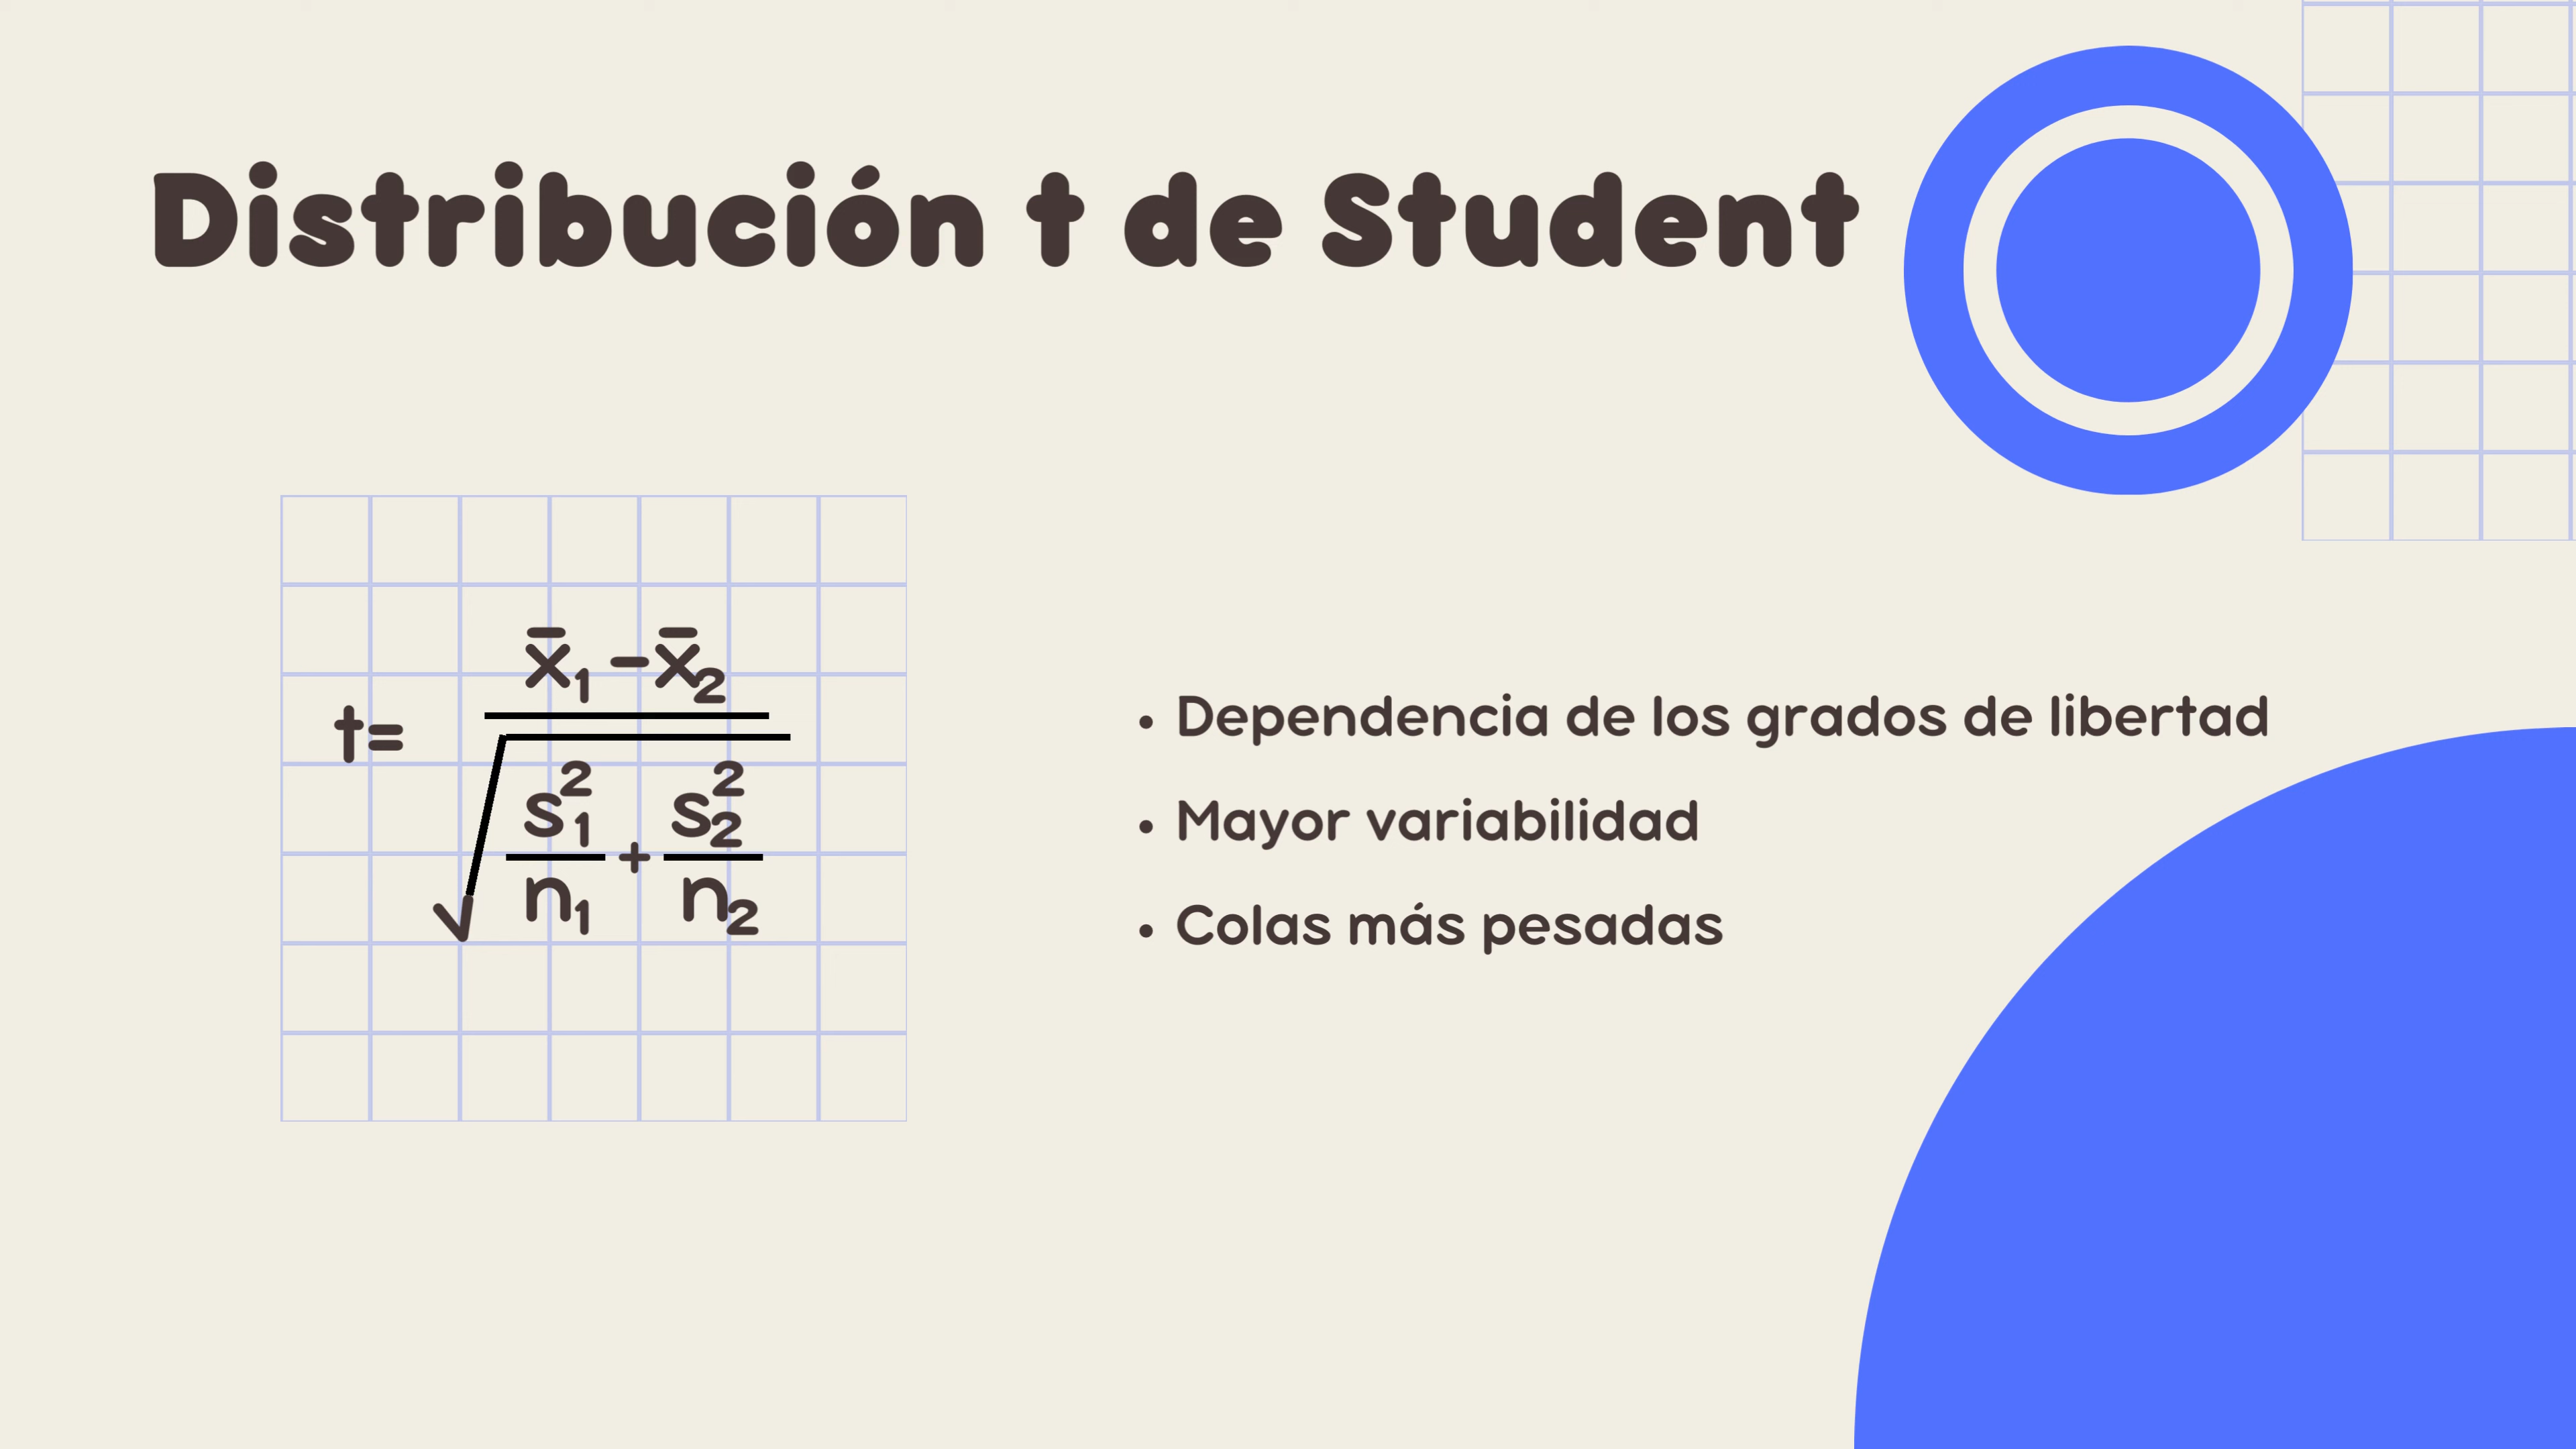 Distribución t de Student
t= (x̄₁ - x̄₂) / √(s₁²/n₁ + s₂²/n₂)
• Dependencia de los grados de libertad
• Mayor variabilidad
• Colas más pesadas